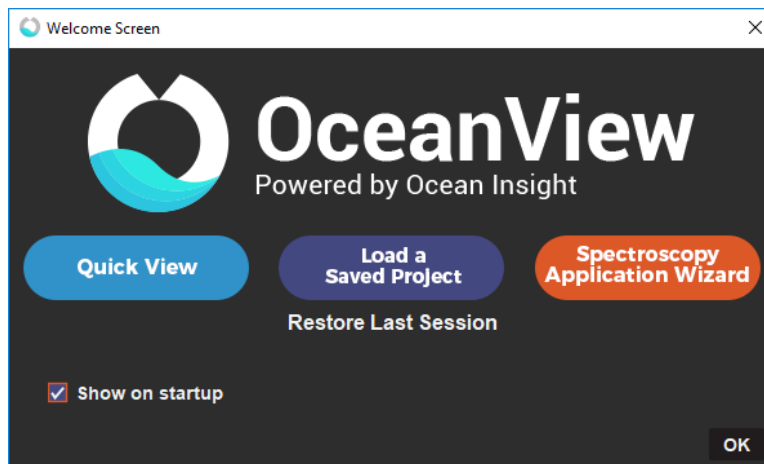 Welcome Screen
OceanView
Powered by Ocean Insight
Quick View
Load a
Saved Project
Spectroscopy
Application Wizard
Restore Last Session
Show on startup
OK